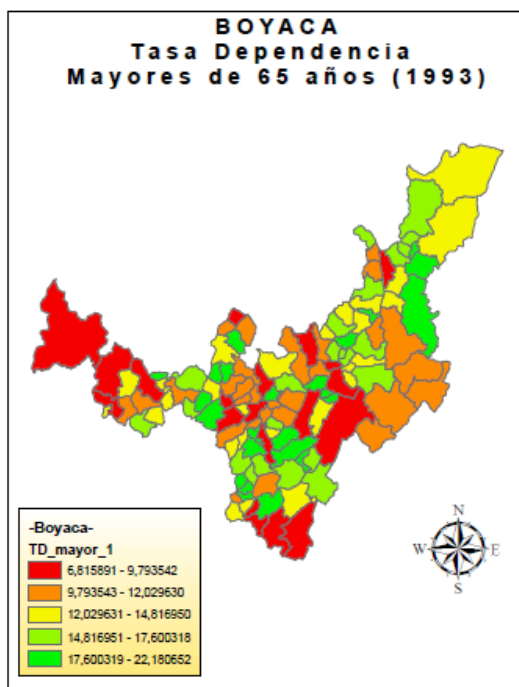 BOYACA
Tasa Dependencia
Mayores de 65 años (1993)
N
W E
S
-Boyaca-
TD_mayor_1
6,815891 - 9,793542
9,793543 - 12,029630
12,029631 - 14,816950
14,816951 - 17,600318
17,600319 - 22,180652